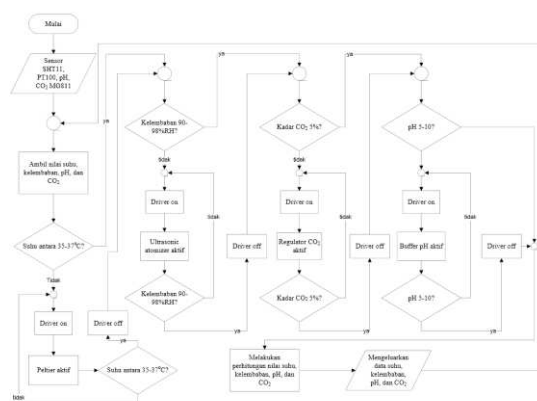 Mulai
Sensor
SHT11,
PT100, pH,
CO2 MG811
ya
Ambil nilai suhu,
kelembaban, pH, dan
CO2
Suhu antara 35-37°C?
Tidak
Driver on
Peltier aktif
Suhu antara 35-37°C?
tidak
ya
Driver off
Kelembaban 90-
98%RH?
ya
tidak
Driver on
Ultrasonic
atomizer aktif
Kelembaban 90-
98%RH?
tidak
ya
Driver off
Kadar CO2 5%?
ya
tidak
Driver on
Regulator CO2
aktif
Kadar CO2 5%?
tidak
ya
Driver off
pH 5-10?
tidak
Driver on
Buffer pH aktif
pH 5-10?
tidak
ya
Driver off
Melakukan
perhitungan nilai suhu,
kelembaban, pH, dan
CO2
Mengeluarkan
data suhu,
kelembaban,
pH, dan CO2